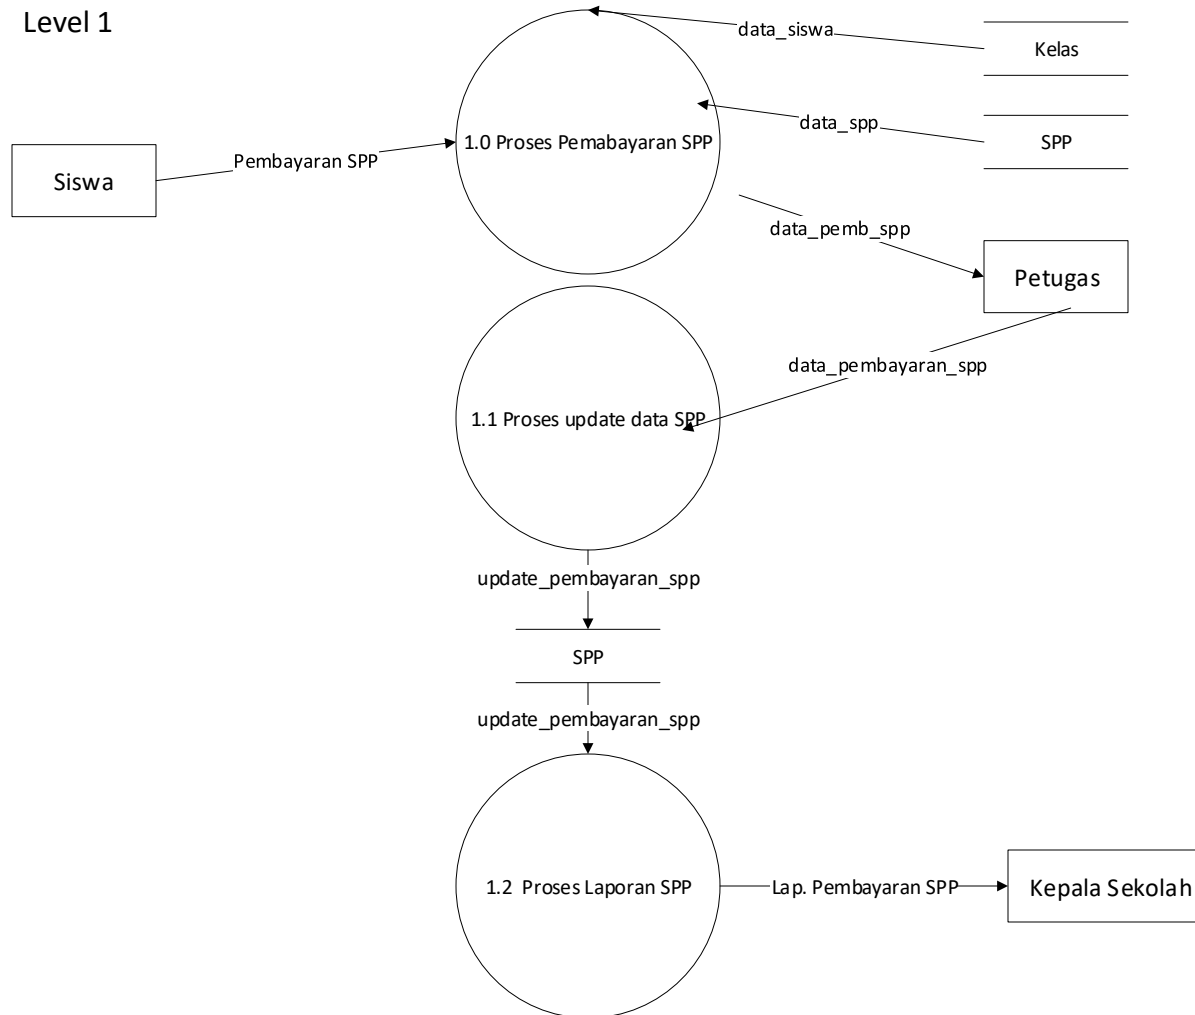 Level 1
data_siswa
Kelas
data_spp
SPP
1.0 Proses Pemabayaran SPP
Siswa
Pembayaran SPP
data_pemb_spp
Petugas
data_pembayaran_spp
1.1 Proses update data SPP
update_pembayaran_spp
SPP
update_pembayaran_spp
1.2 Proses Laporan SPP
Lap. Pembayaran SPP
Kepala Sekolah